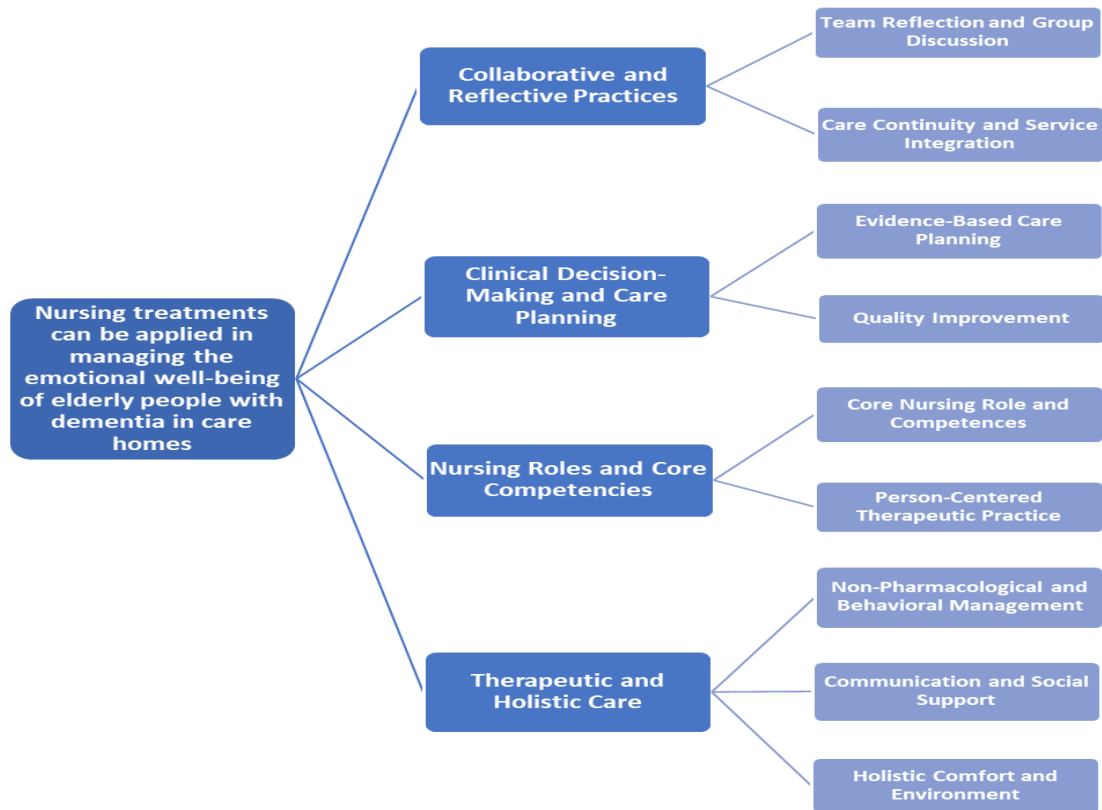 Nursing treatments
can be applied in
managing the
emotional well-being
of elderly people with
dementia in care
homes
Collaborative and
Reflective Practices
Team Reflection and Group
Discussion
Care Continuity and Service
Integration
Clinical Decision-
Making and Care
Planning
Evidence-Based Care
Planning
Quality Improvement
Nursing Roles and Core
Competencies
Core Nursing Role and
Competences
Person-Centered
Therapeutic Practice
Therapeutic and
Holistic Care
Non-Pharmacological and
Behavioral Management
Communication and Social
Support
Holistic Comfort and
Environment